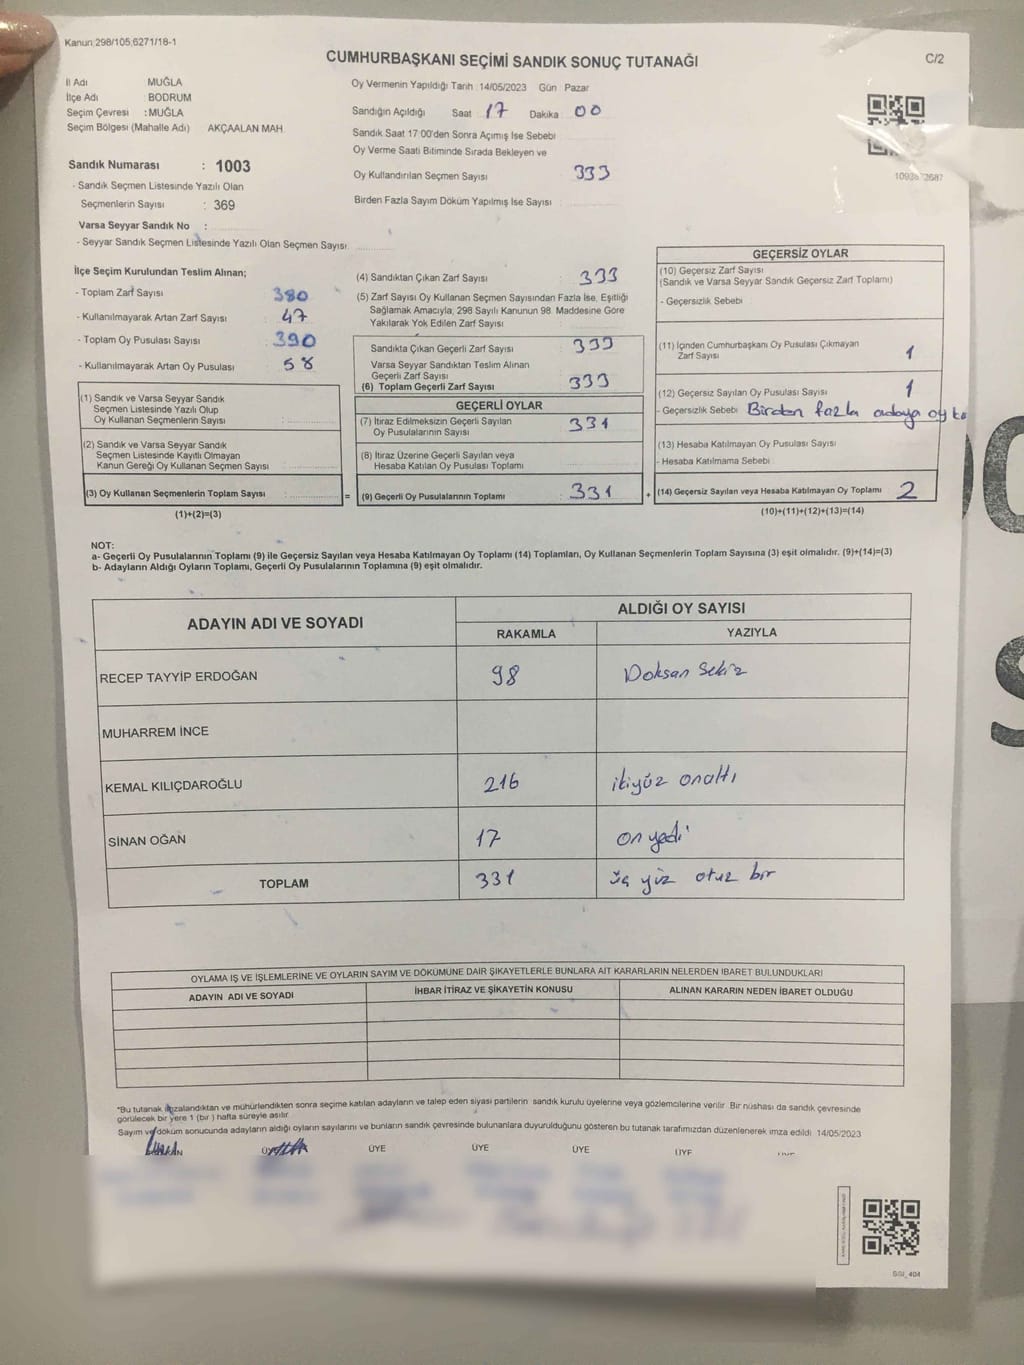 Kanun:298/105,6271/18-1
CUMHURBAŞKANI SEÇİMİ SANDIK SONUÇ TUTANAĞI
C/2
İl Adı MUĞLA
İlçe Adı : BODRUM
Seçim Çevresi : MUĞLA
Seçim Bölgesi (Mahalle Adı) AKÇAALAN MAH.
Sandık Numarası : 1003
- Sandık Seçmen Listesinde Yazılı Olan
Seçmenlerin Sayısı : 369
Varsa Seyyar Sandık No :
- Seyyar Sandık Seçmen Listesinde Yazılı Olan Seçmen Sayısı:
Oy Vermenin Yapıldığı Tarih : 14/05/2023 Gün Pazar
Sandığın Açıldığı Saat 17 Dakika : 00
Sandık Saat 17:00'den Sonra Açımış İse Sebebi
Oy Verme Saati Bitiminde Sırada Bekleyen ve
Oy Kullandırılan Seçmen Sayısı 333
Birden Fazla Sayım Döküm Yapılmış İse Sayısı
İlçe Seçim Kurulundan Teslim Alınan;
- Toplam Zarf Sayısı 380
- Kullanılmayarak Artan Zarf Sayısı : 47
- Toplam Oy Pusulası Sayısı : 390
- Kullanılmayarak Artan Oy Pusulası 58
(1) Sandık ve Varsa Seyyar Sandık
Seçmen Listesinde Yazılı Olup
Oy Kullanan Seçmenlerin Sayısı :
(2) Sandık ve Varsa Seyyar Sandık
Seçmen Listesinde Kayıtlı Olmayan
Kanun Gereği Oy Kullanan Seçmen Sayısı :
(3) Oy Kullanan Seçmenlerin Toplam Sayısı :
=
(1)+(2)=(3)
(4) Sandıktan Çıkan Zarf Sayısı : 333
(5) Zarf Sayısı Oy Kullanan Seçmen Sayısından Fazla İse, Eşitliği
Sağlamak Amacıyla, 298 Sayılı Kanunun 98. Maddesine Göre
Yakılarak Yok Edilen Zarf Sayısı
Sandıkta Çıkan Geçerli Zarf Sayısı : 333
Varsa Seyyar Sandıktan Teslim Alınan
Geçerli Zarf Sayısı
(6) Toplam Geçerli Zarf Sayısı : 333
GEÇERLİ OYLAR
(7) İtiraz Edilmeksizin Geçerli Sayılan
Oy Pusulalarının Sayısı : 331
(8) İtiraz Üzerine Geçerli Sayılan veya
Hesaba Katılan Oy Pusulası Toplamı
(9) Geçerli Oy Pusulalarının Toplamı : 331
+
GEÇERSİZ OYLAR
(10) Geçersiz Zarf Sayısı
(Sandık ve Varsa Seyyar Sandık Geçersiz Zarf Toplamı)
- Geçersizlik Sebebi
(11) İçinden Cumhurbaşkanı Oy Pusulası Çıkmayan
Zarf Sayısı 1
(12) Geçersiz Sayılan Oy Pusulası Sayısı 1
- Geçersizlik Sebebi Birden fazla adaya oy
(13) Hesaba Katılmayan Oy Pusulası Sayısı
- Hesaba Katılmama Sebebi
(14) Geçersiz Sayılan veya Hesaba Katılmayan Oy Toplamı 2
(10)+(11)+(12)+(13)=(14)
NOT:
a- Geçerli Oy Pusulalarının Toplamı (9) ile Geçersiz Sayılan veya Hesaba Katılmayan Oy Toplamı (14) Toplamları, Oy Kullanan Seçmenlerin Toplam Sayısına (3) eşit olmalıdır. (9)+(14)=(3)
b- Adayların Aldığı Oyların Toplamı, Geçerli Oy Pusulalarının Toplamına (9) eşit olmalıdır.
ADAYIN ADI VE SOYADI
ALDIĞI OY SAYISI
RAKAMLA YAZIYLA
RECEP TAYYİP ERDOĞAN 98 Doksan Sekiz
MUHARREM İNCE
KEMAL KILIÇDAROĞLU 216 ikiyüz onaltı
SİNAN OĞAN 17 on yedi
TOPLAM 331 üç yüz otuz bir
OYLAMA İŞ VE İŞLEMLERİNE VE OYLARIN SAYIM VE DÖKÜMÜNE DAİR ŞİKAYETLERLE BUNLARA AİT KARARLARIN NELERDEN İBARET BULUNDUKLARI
ADAYIN ADI VE SOYADI İHBAR İTİRAZ VE ŞİKAYETİN KONUSU ALINAN KARARIN NEDEN İBARET OLDUĞU
*Bu tutanak imzalandıktan ve mühürlendikten sonra seçime katılan adayların ve talep eden siyasi partilerin sandık kurulu üyelerine veya gözlemcilerine verilir. Bir nüshası da sandık çevresinde
görülecek bir yere 1 (bir ) hafta süreyle asılır.
Sayım ve döküm sonucunda adayların aldığı oyların sayılarını ve bunların sandık çevresinde bulunanlara duyurulduğunu gösteren bu tutanak tarafımızdan düzenlenerek imza edildi. 14/05/2023
ÜYE ÜYE ÜYE ÜYE